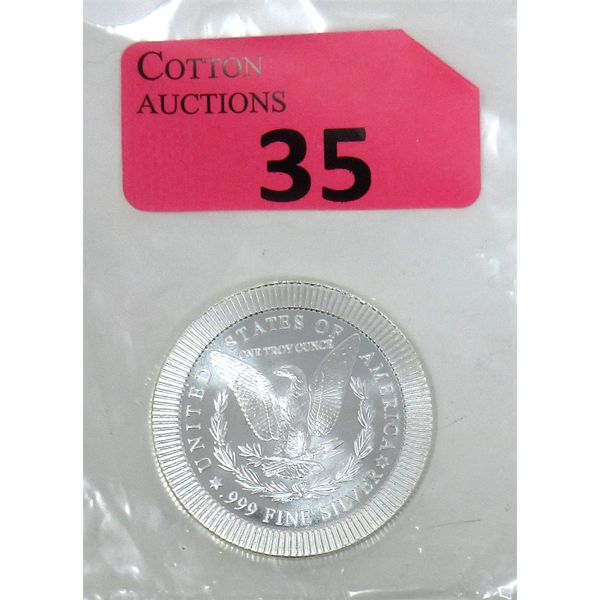 COTTON
AUCTIONS
35
UNITED STATES OF AMERICA
ONE TROY OUNCE
★ .999 FINE SILVER ★